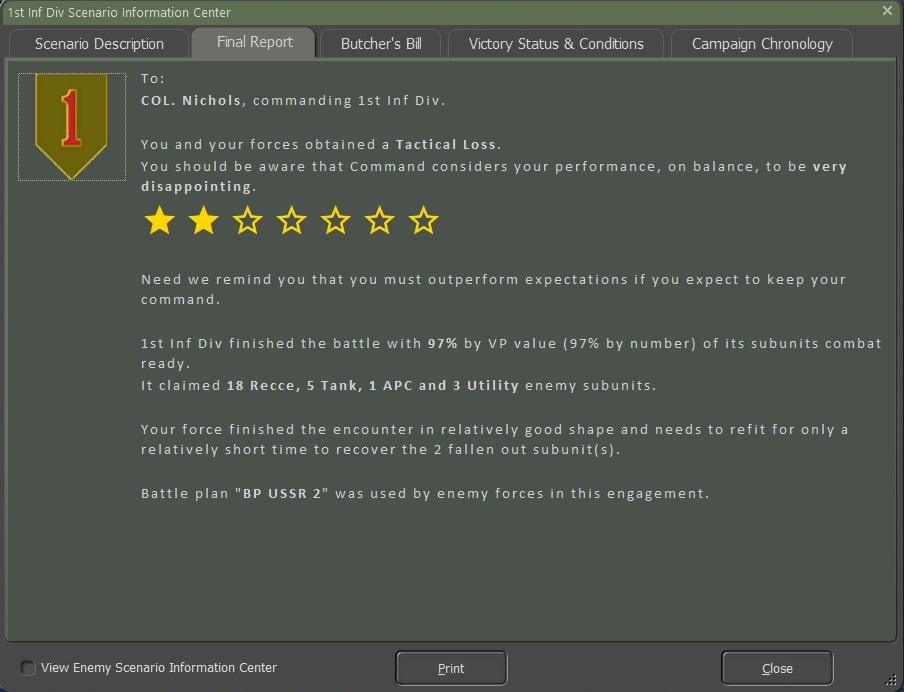 1st Inf Div Scenario Information Center
Scenario Description
Final Report
Butcher's Bill
Victory Status & Conditions
Campaign Chronology
1
To:
COL. Nichols, commanding 1st Inf Div.
You and your forces obtained a Tactical Loss.
You should be aware that Command considers your performance, on balance, to be very
disappointing.
Need we remind you that you must outperform expectations if you expect to keep your
command.
1st Inf Div finished the battle with 97% by VP value (97% by number) of its subunits combat
ready.
It claimed 18 Recce, 5 Tank, 1 APC and 3 Utility enemy subunits.
Your force finished the encounter in relatively good shape and needs to refit for only a
relatively short time to recover the 2 fallen out subunit(s).
Battle plan "BP USSR 2" was used by enemy forces in this engagement.
View Enemy Scenario Information Center
Print
Close